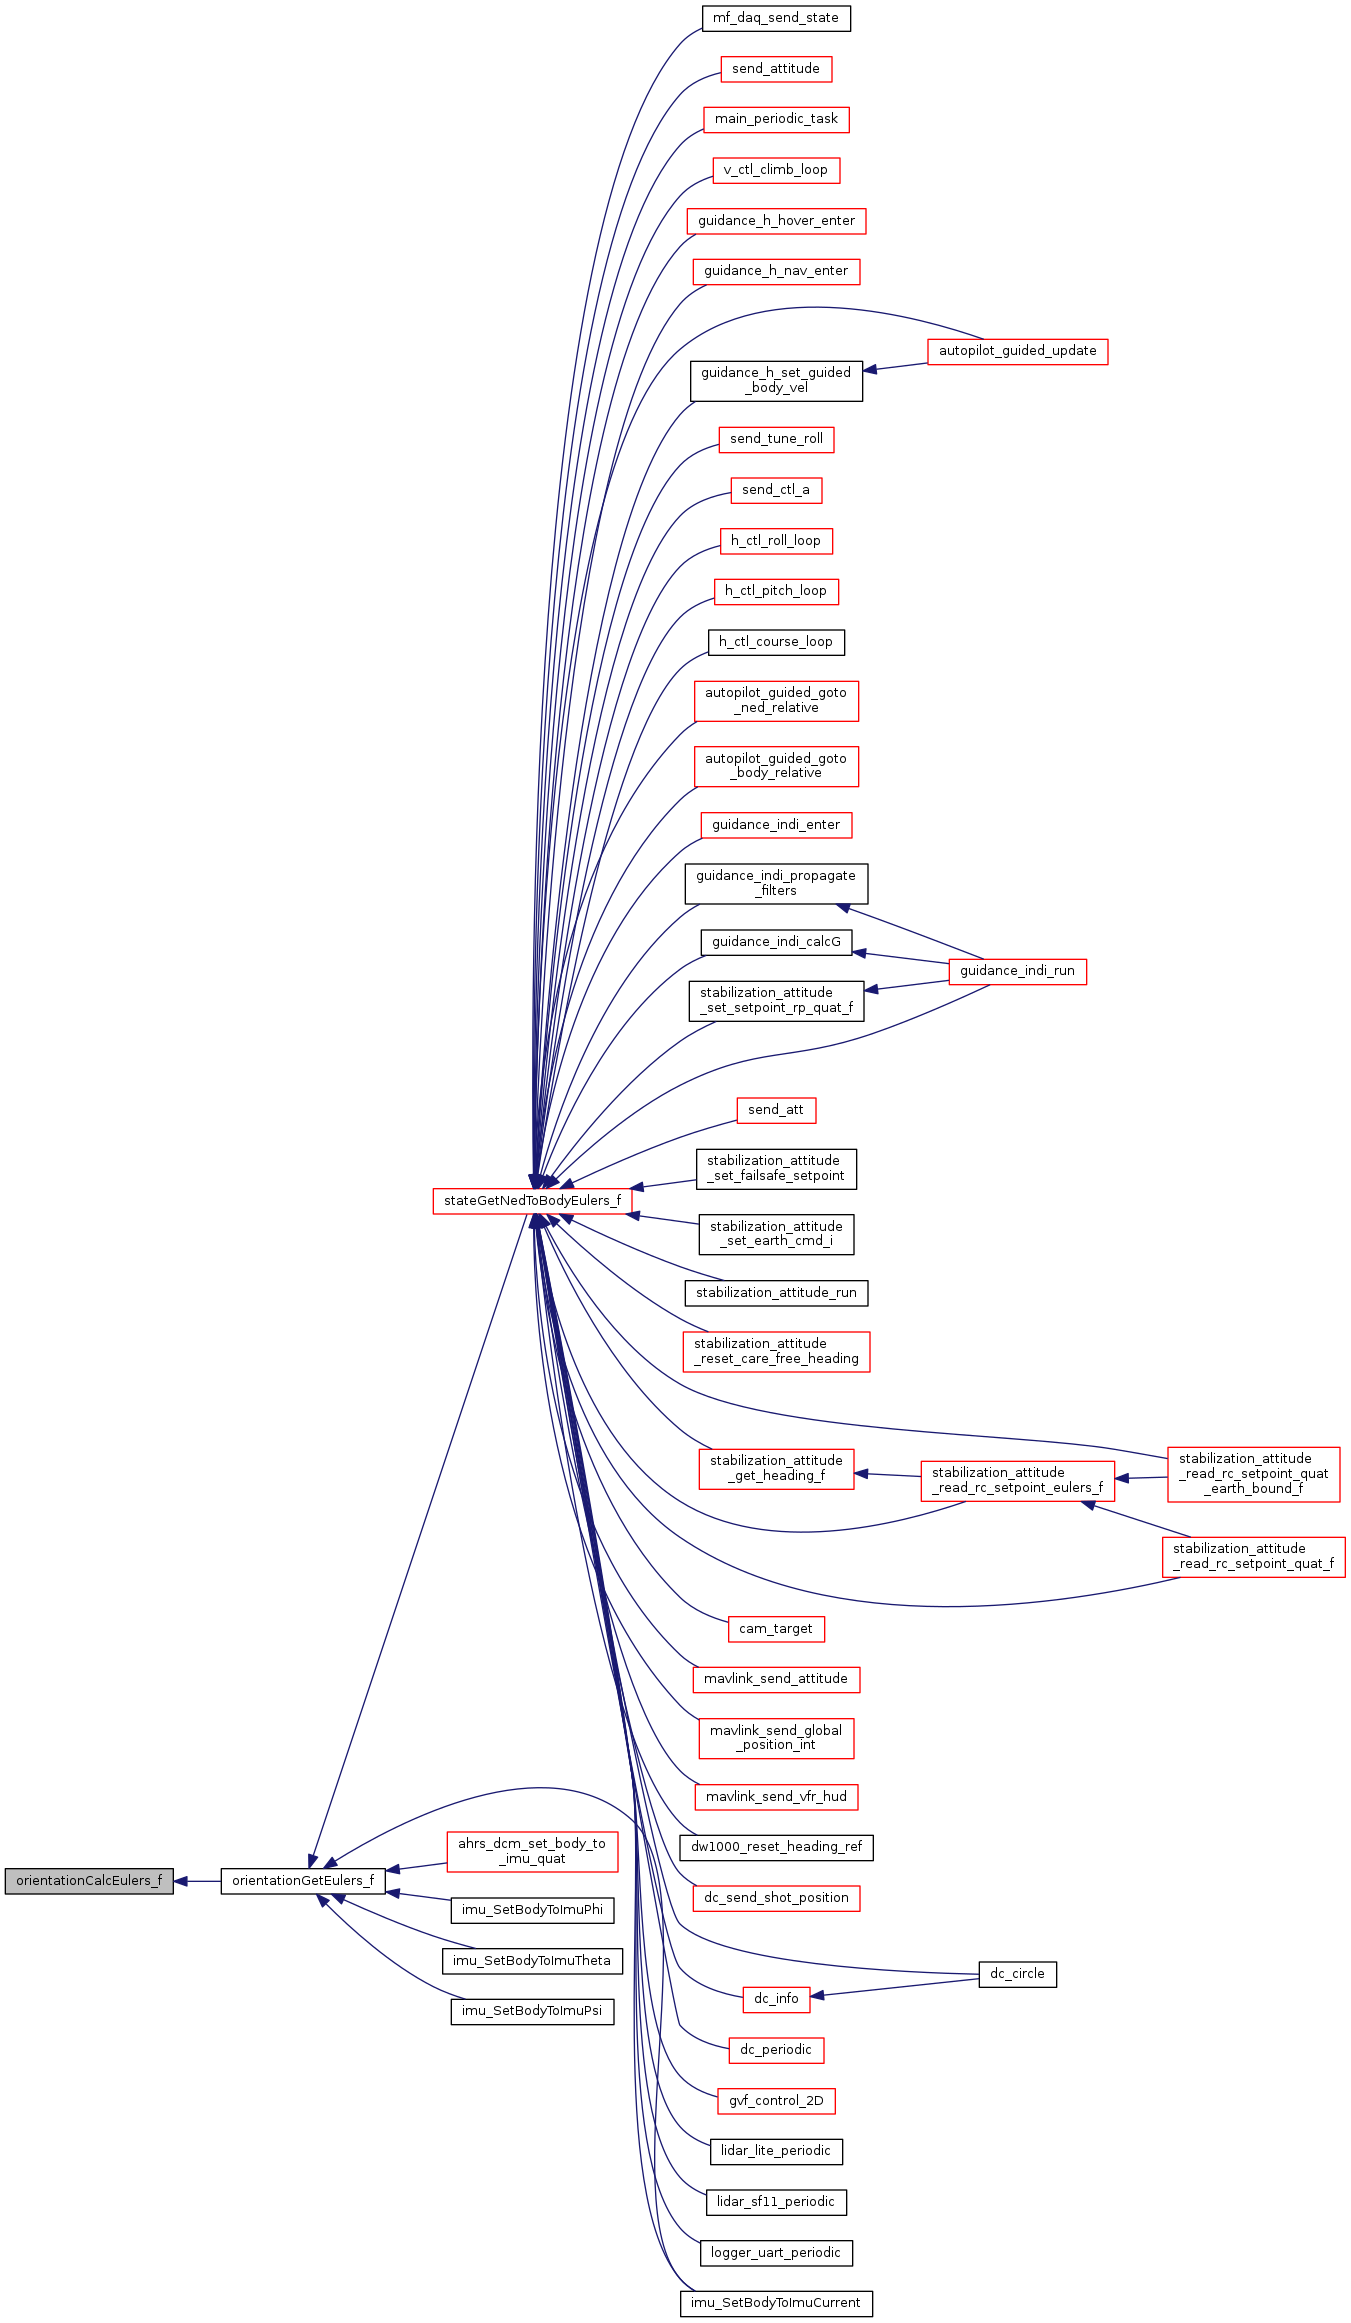 mf_daq_send_state
send_attitude
main_periodic_task
v_ctl_climb_loop
guidance_h_hover_enter
guidance_h_nav_enter
autopilot_guided_update
guidance_h_set_guided
_body_vel
send_tune_roll
send_ctl_a
h_ctl_roll_loop
h_ctl_pitch_loop
h_ctl_course_loop
autopilot_guided_goto
_ned_relative
autopilot_guided_goto
_body_relative
guidance_indi_enter
guidance_indi_propagate
_filters
guidance_indi_calcG
guidance_indi_run
stabilization_attitude
_set_setpoint_rp_quat_f
send_att
stabilization_attitude
_set_failsafe_setpoint
stateGetNedToBodyEulers_f
stabilization_attitude
_set_earth_cmd_i
stabilization_attitude_run
stabilization_attitude
_reset_care_free_heading
stabilization_attitude
_get_heading_f
stabilization_attitude
_read_rc_setpoint_eulers_f
stabilization_attitude
_read_rc_setpoint_quat
_earth_bound_f
stabilization_attitude
_read_rc_setpoint_quat_f
cam_target
mavlink_send_attitude
mavlink_send_global
_position_int
mavlink_send_vfr_hud
dw1000_reset_heading_ref
ahrs_dcm_set_body_to
_imu_quat
orientationCalcEulers_f
orientationGetEulers_f
dc_send_shot_position
imu_SetBodyToImuPhi
imu_SetBodyToImuTheta
dc_circle
dc_info
imu_SetBodyToImuPsi
dc_periodic
gvf_control_2D
lidar_lite_periodic
lidar_sf11_periodic
logger_uart_periodic
imu_SetBodyToImuCurrent